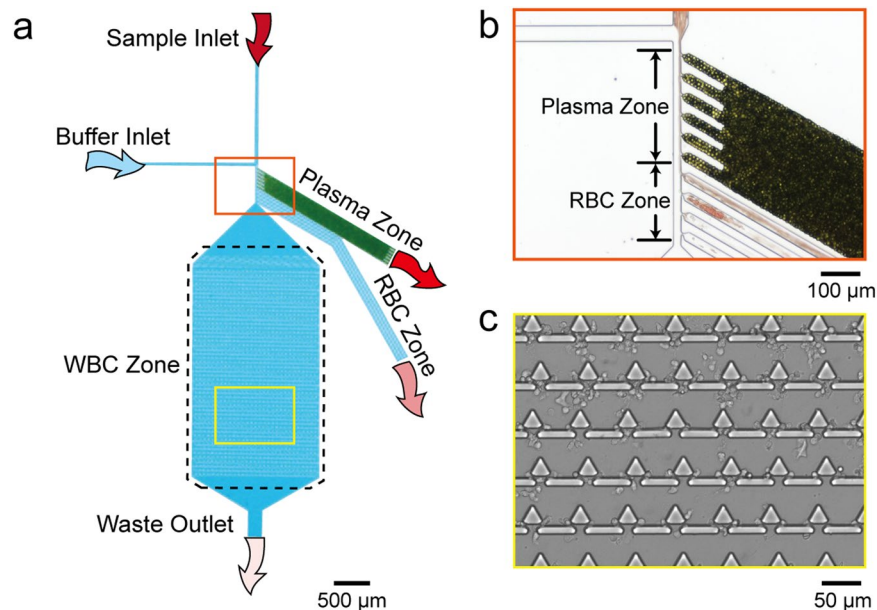 a
Sample Inlet
Buffer Inlet
Plasma Zone
RBC Zone
WBC Zone
Waste Outlet
500 µm
b
Plasma Zone
RBC Zone
100 µm
c
50 µm